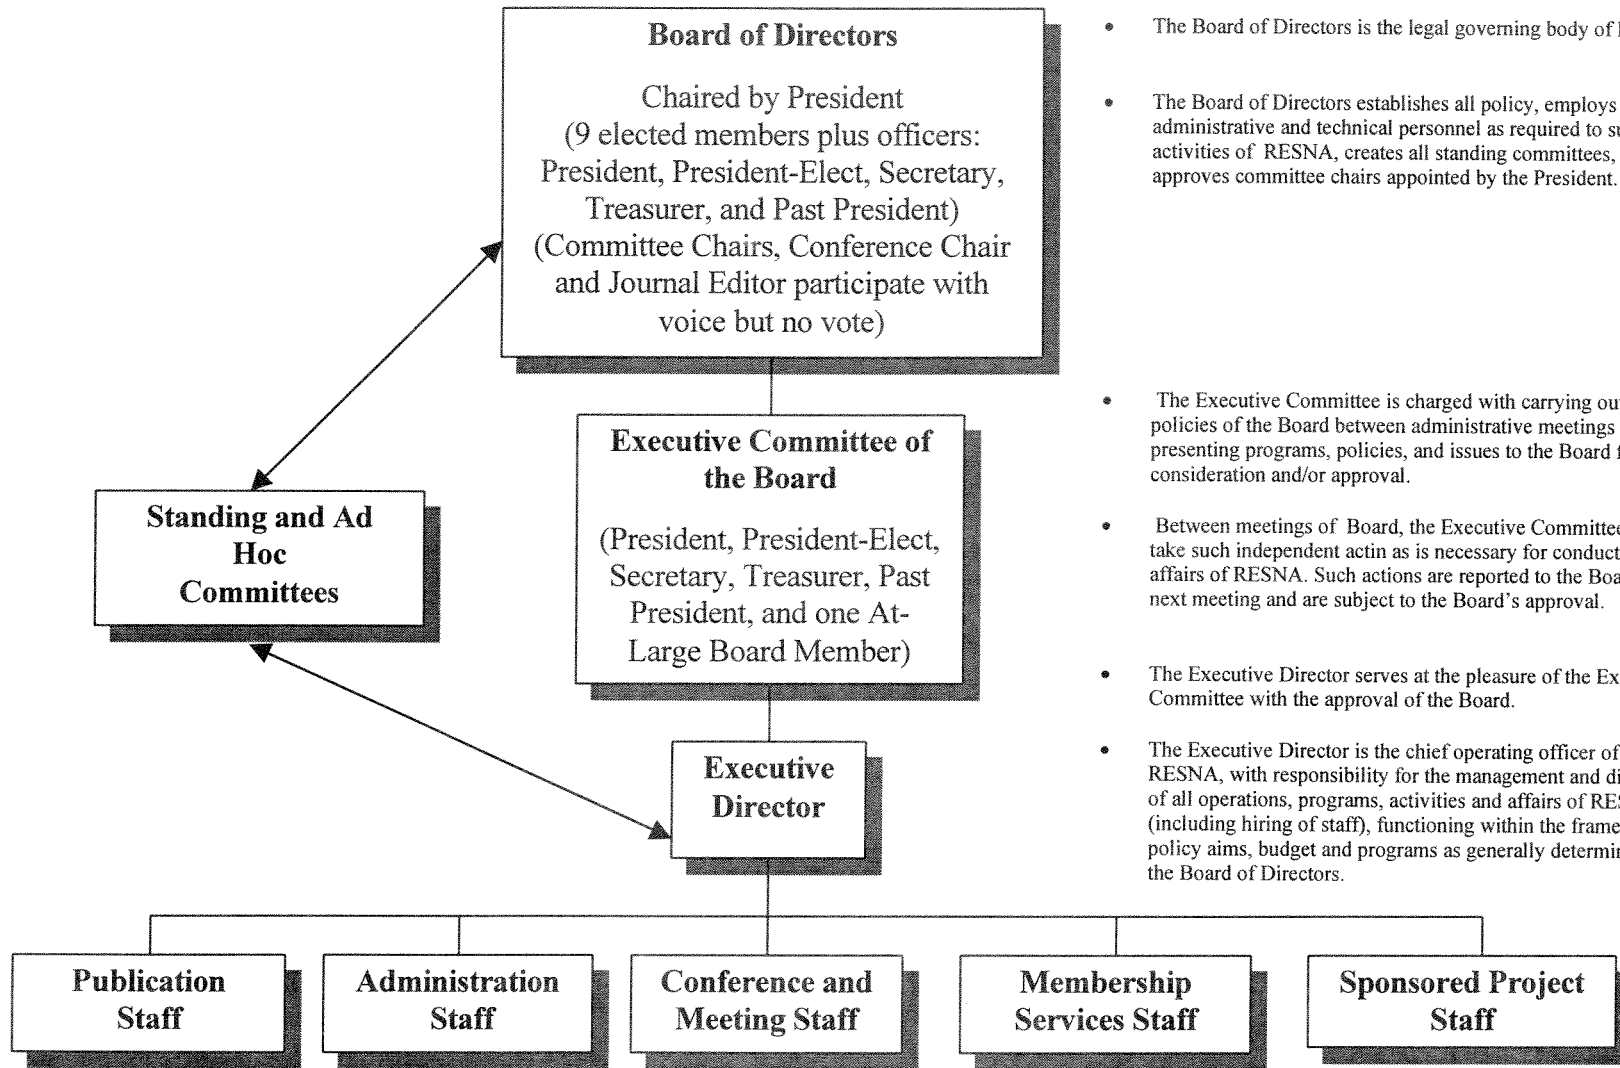 Board of Directors
Chaired by President
(9 elected members plus officers:
President, President-Elect, Secretary,
Treasurer, and Past President)
(Committee Chairs, Conference Chair
and Journal Editor participate with
voice but no vote)
• The Board of Directors is the legal governing body of
• The Board of Directors establishes all policy, employs
administrative and technical personnel as required to
activities of RESNA, creates all standing committees,
approves committee chairs appointed by the President.
Executive Committee of
the Board
(President, President-Elect,
Secretary, Treasurer, Past
President, and one At-
Large Board Member)
• The Executive Committee is charged with carrying
policies of the Board between administrative meetings
presenting programs, policies, and issues to the Board
consideration and/or approval.
• Between meetings of Board, the Executive Committee
take such independent actin as is necessary for
affairs of RESNA. Such actions are reported to the
next meeting and are subject to the Board's approval.
Standing and Ad
Hoc
Committees
Executive
Director
• The Executive Director serves at the pleasure of the
Committee with the approval of the Board.
• The Executive Director is the chief operating officer of
RESNA, with responsibility for the management and
of all operations, programs, activities and affairs of
(including hiring of staff), functioning within the
policy aims, budget and programs as generally
the Board of Directors.
Publication
Staff
Administration
Staff
Conference and
Meeting Staff
Membership
Services Staff
Sponsored Project
Staff